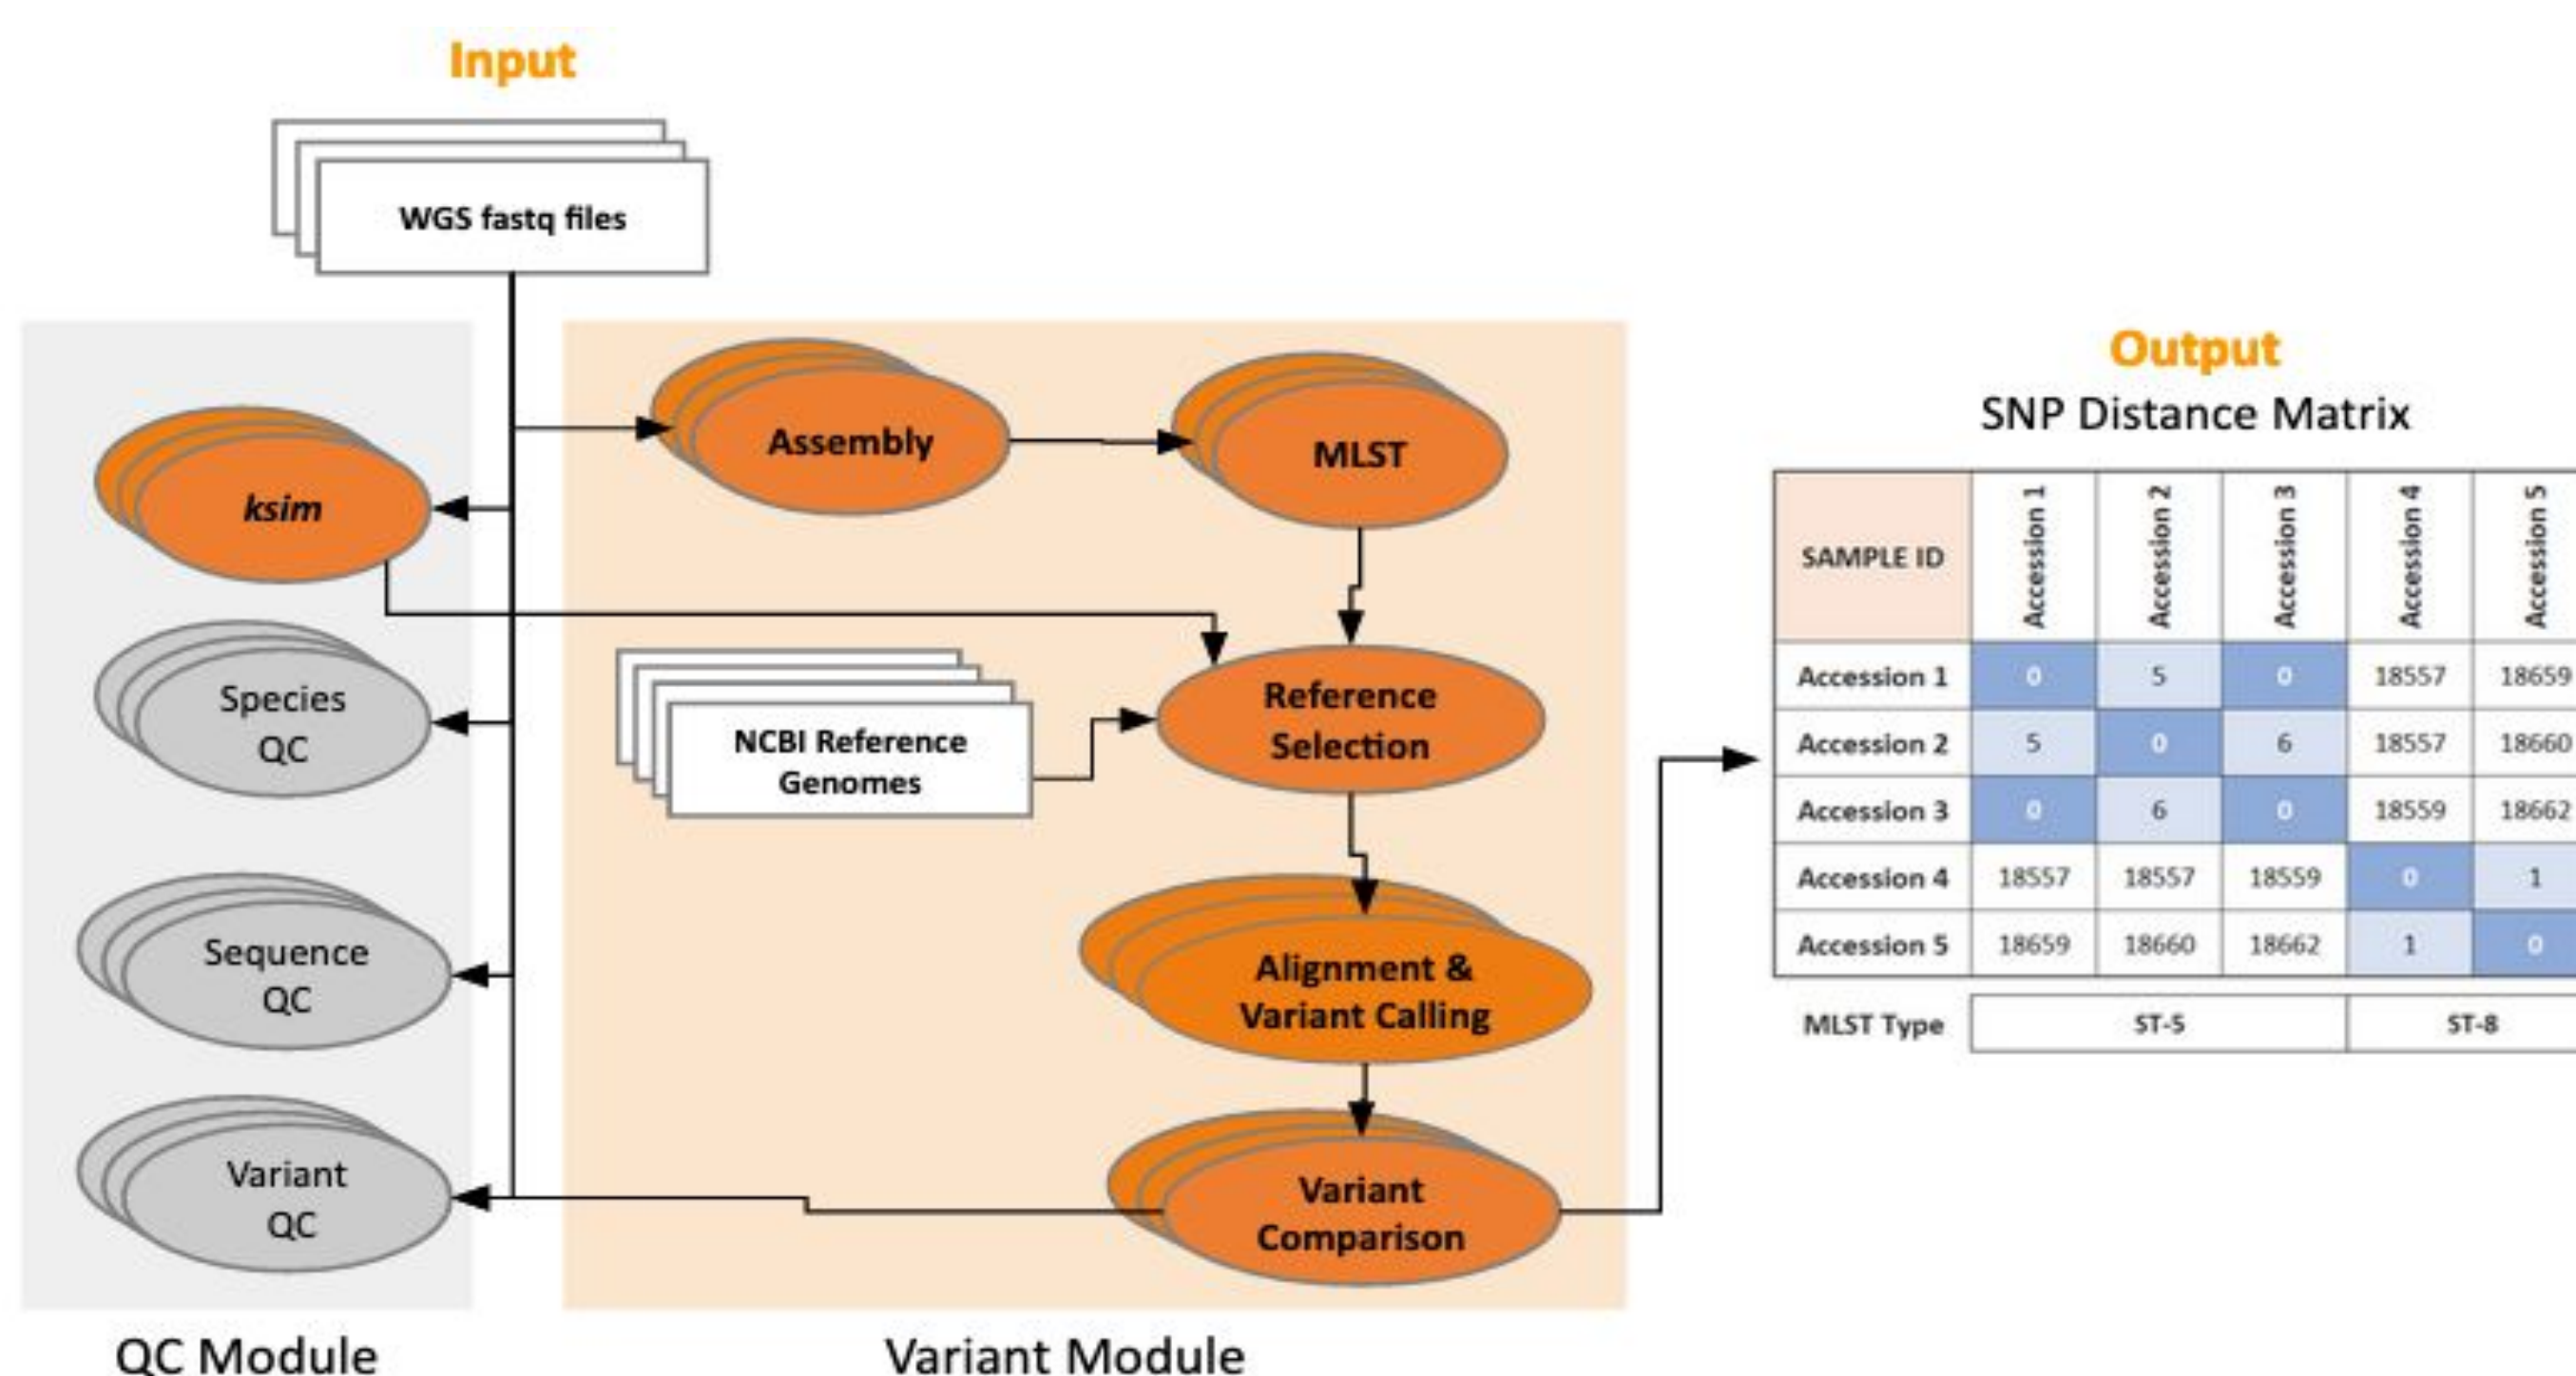 Input
WGS fastq files
ksim
Species
QC
Sequence
QC
Variant
QC
QC Module
Assembly
MLST
Reference
Selection
NCBI Reference
Genomes
Alignment &
Variant Calling
Variant
Comparison
Variant Module
Output
SNP Distance Matrix
SAMPLE ID Accession 1 Accession 2 Accession 3 Accession 4 Accession 5
Accession 1 0 5 0 18557 18659
Accession 2 5 0 6 18557 18660
Accession 3 0 6 0 18559 18662
Accession 4 18557 18557 18559 0 1
Accession 5 18659 18660 18662 1 0
MLST Type ST-5 ST-8